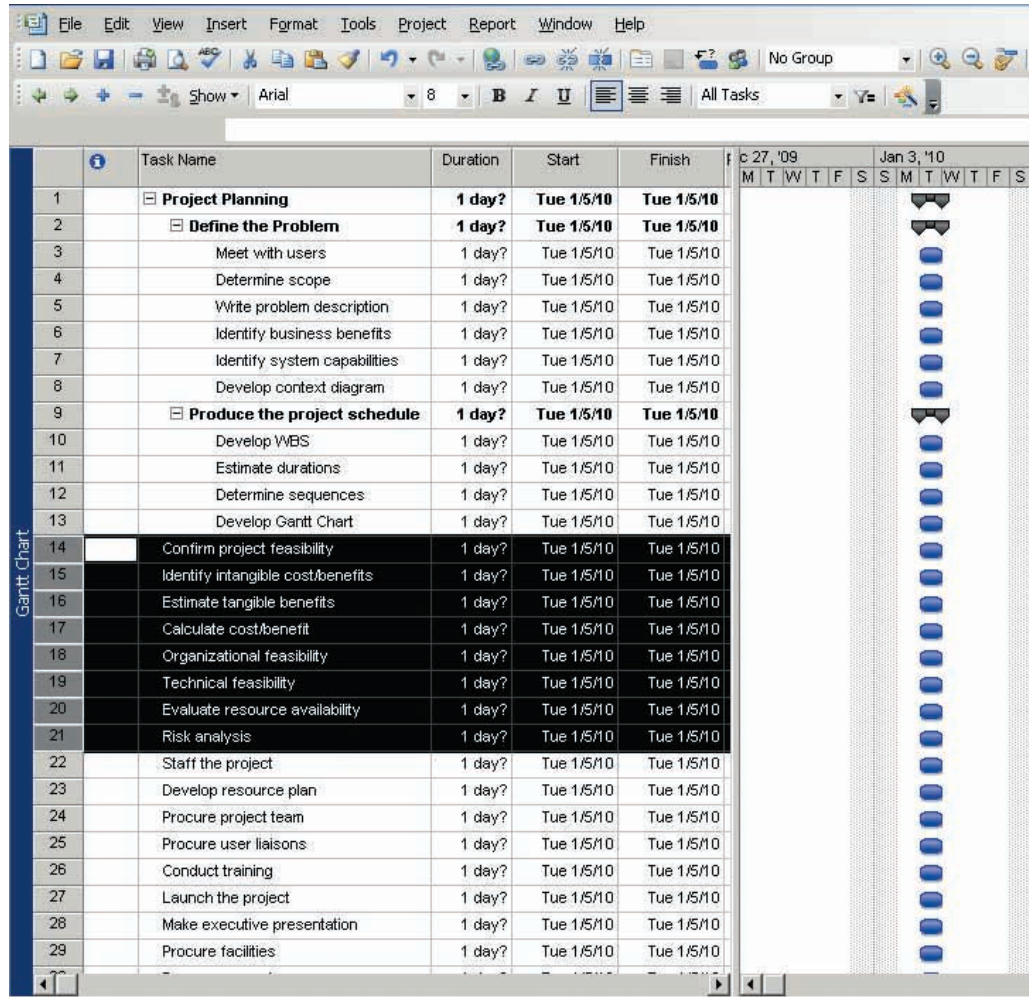 File Edit View Insert Format Tools Project Report Window Help
ABC No Group
Show Arial 8 B I U All Tasks
Task Name Duration Start Finish 27, '09 Jan 3, '10
M T W T F S S M T W T F S
1 Project Planning 1 day? Tue 1/5/10 Tue 1/5/10
2 Define the Problem 1 day? Tue 1/5/10 Tue 1/5/10
3 Meet with users 1 day? Tue 1/5/10 Tue 1/5/10
4 Determine scope 1 day? Tue 1/5/10 Tue 1/5/10
5 Write problem description 1 day? Tue 1/5/10 Tue 1/5/10
6 Identify business benefits 1 day? Tue 1/5/10 Tue 1/5/10
7 Identify system capabilities 1 day? Tue 1/5/10 Tue 1/5/10
8 Develop context diagram 1 day? Tue 1/5/10 Tue 1/5/10
9 Produce the project schedule 1 day? Tue 1/5/10 Tue 1/5/10
10 Develop WBS 1 day? Tue 1/5/10 Tue 1/5/10
11 Estimate durations 1 day? Tue 1/5/10 Tue 1/5/10
12 Determine sequences 1 day? Tue 1/5/10 Tue 1/5/10
13 Develop Gantt Chart 1 day? Tue 1/5/10 Tue 1/5/10
14 Confirm project feasibility 1 day? Tue 1/5/10 Tue 1/5/10
15 Identify intangible cost/benefits 1 day? Tue 1/5/10 Tue 1/5/10
16 Estimate tangible benefits 1 day? Tue 1/5/10 Tue 1/5/10
17 Calculate cost/benefit 1 day? Tue 1/5/10 Tue 1/5/10
18 Organizational feasibility 1 day? Tue 1/5/10 Tue 1/5/10
19 Technical feasibility 1 day? Tue 1/5/10 Tue 1/5/10
20 Evaluate resource availability 1 day? Tue 1/5/10 Tue 1/5/10
21 Risk analysis 1 day? Tue 1/5/10 Tue 1/5/10
22 Staff the project 1 day? Tue 1/5/10 Tue 1/5/10
23 Develop resource plan 1 day? Tue 1/5/10 Tue 1/5/10
24 Procure project team 1 day? Tue 1/5/10 Tue 1/5/10
25 Procure user liaisons 1 day? Tue 1/5/10 Tue 1/5/10
26 Conduct training 1 day? Tue 1/5/10 Tue 1/5/10
27 Launch the project 1 day? Tue 1/5/10 Tue 1/5/10
28 Make executive presentation 1 day? Tue 1/5/10 Tue 1/5/10
29 Procure facilities 1 day? Tue 1/5/10 Tue 1/5/10
Gantt Chart